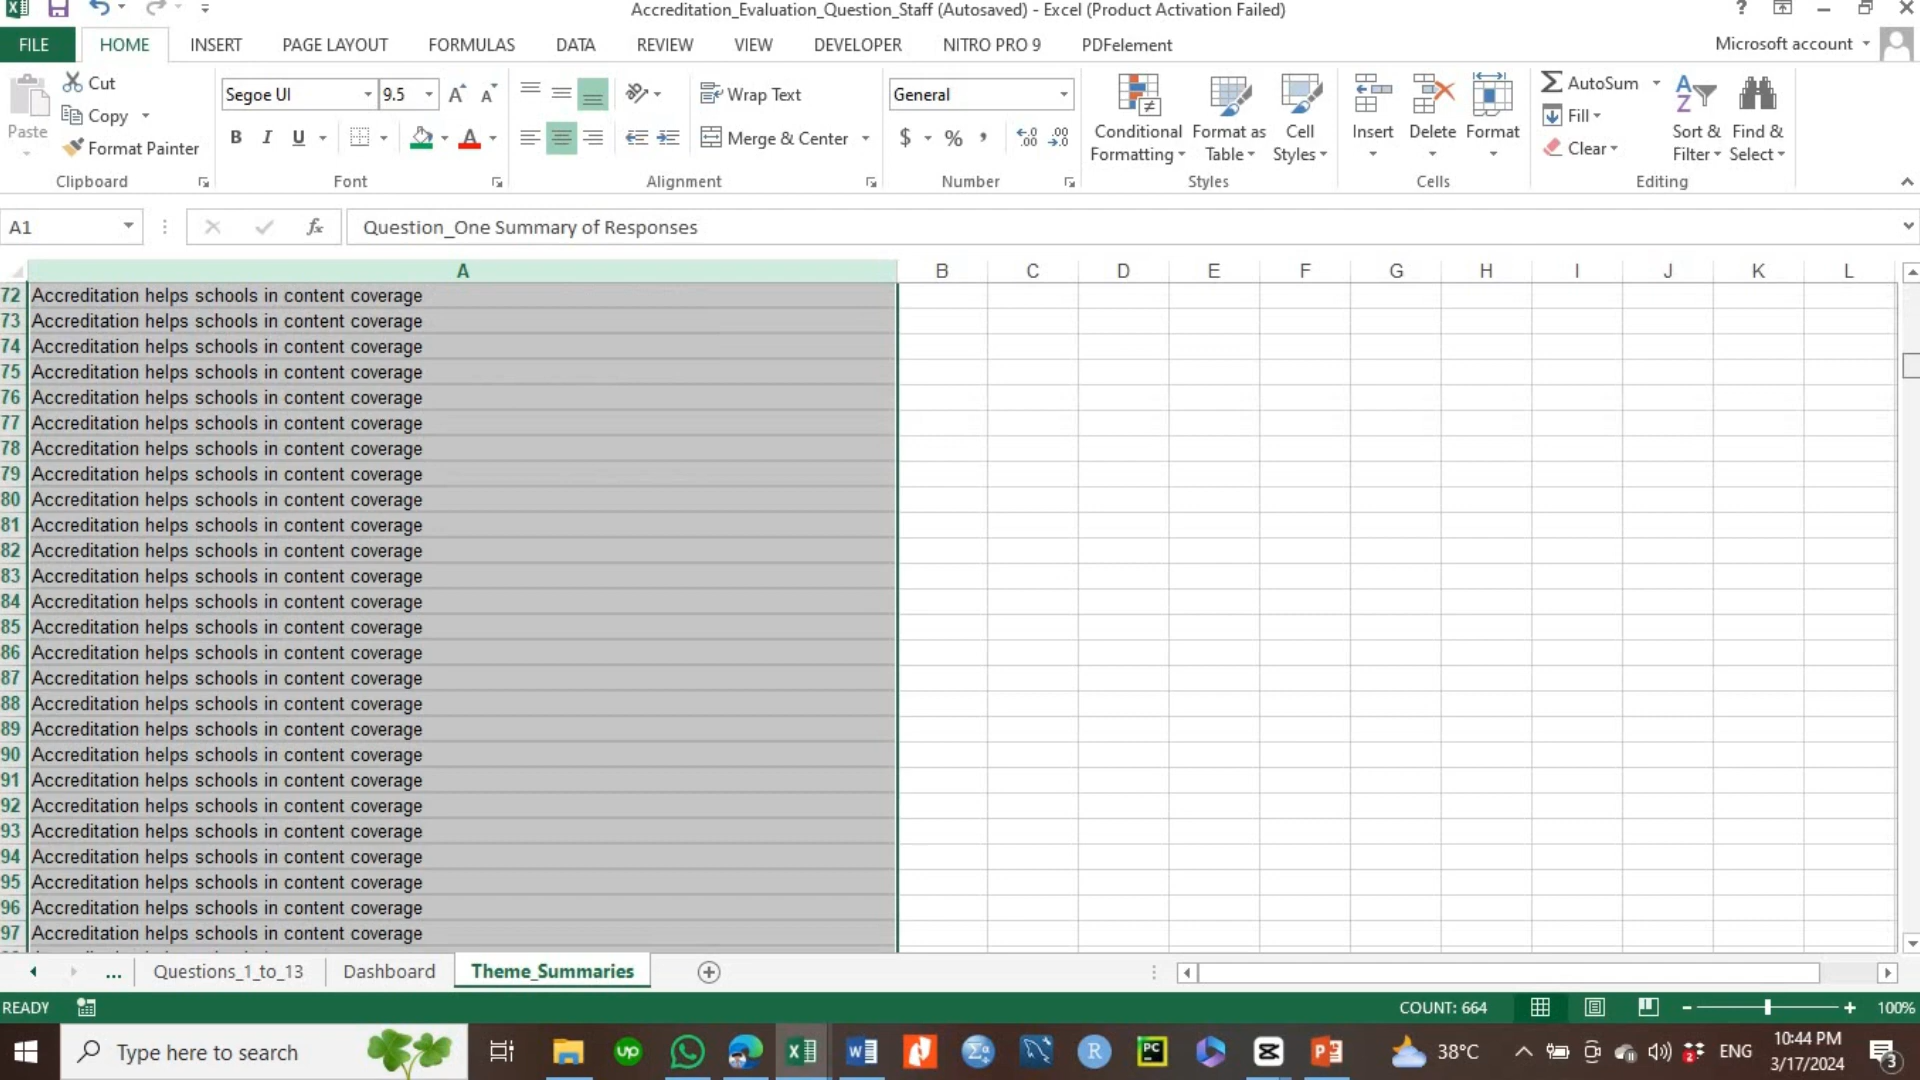 Accreditation_Evaluation_Question_Staff (Autosaved) - Excel (Product Activation Failed)
FILE HOME INSERT PAGE LAYOUT FORMULAS DATA REVIEW VIEW DEVELOPER NITRO PRO 9 PDFelement Microsoft account
Paste Cut Copy Format Painter
Segoe UI 9.5
B I U A
Wrap Text
Merge & Center
General
$ % ,
Conditional Formatting Format as Table Cell Styles
Insert Delete Format
AutoSum Fill Clear
Sort & Filter Find & Select
Clipboard Font Alignment Number Styles Cells Editing
A1 fx Question_One Summary of Responses
A B C D E F G H I J K L
72 Accreditation helps schools in content coverage
73 Accreditation helps schools in content coverage
74 Accreditation helps schools in content coverage
75 Accreditation helps schools in content coverage
76 Accreditation helps schools in content coverage
77 Accreditation helps schools in content coverage
78 Accreditation helps schools in content coverage
79 Accreditation helps schools in content coverage
80 Accreditation helps schools in content coverage
81 Accreditation helps schools in content coverage
82 Accreditation helps schools in content coverage
83 Accreditation helps schools in content coverage
84 Accreditation helps schools in content coverage
85 Accreditation helps schools in content coverage
86 Accreditation helps schools in content coverage
87 Accreditation helps schools in content coverage
88 Accreditation helps schools in content coverage
89 Accreditation helps schools in content coverage
90 Accreditation helps schools in content coverage
91 Accreditation helps schools in content coverage
92 Accreditation helps schools in content coverage
93 Accreditation helps schools in content coverage
94 Accreditation helps schools in content coverage
95 Accreditation helps schools in content coverage
96 Accreditation helps schools in content coverage
97 Accreditation helps schools in content coverage
... Questions_1_to_13 Dashboard Theme_Summaries
READY COUNT: 664 100%
Type here to search 38°C ENG 10:44 PM
3/17/2024 3